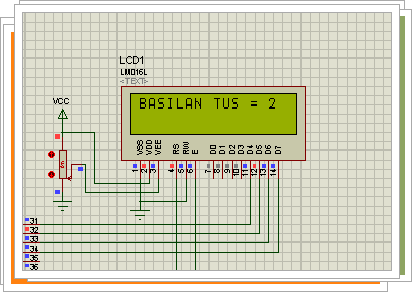 LCD1
LM016L
<TEXT>
VCC
BASILAN TUS = 2
VSS VDD VEE RS RW E D0 D1 D2 D3 D4 D5 D6 D7
1 2 3 4 5 6 7 8 9 10 11 12 13 14
31
32
33
34
35
36